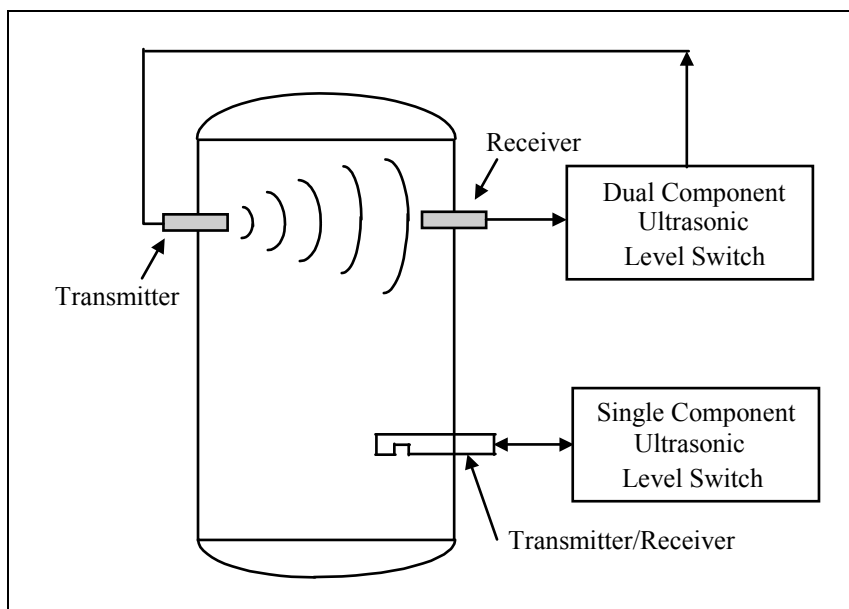 Receiver
Dual Component
Ultrasonic
Level Switch
Transmitter
Single Component
Ultrasonic
Level Switch
Transmitter/Receiver